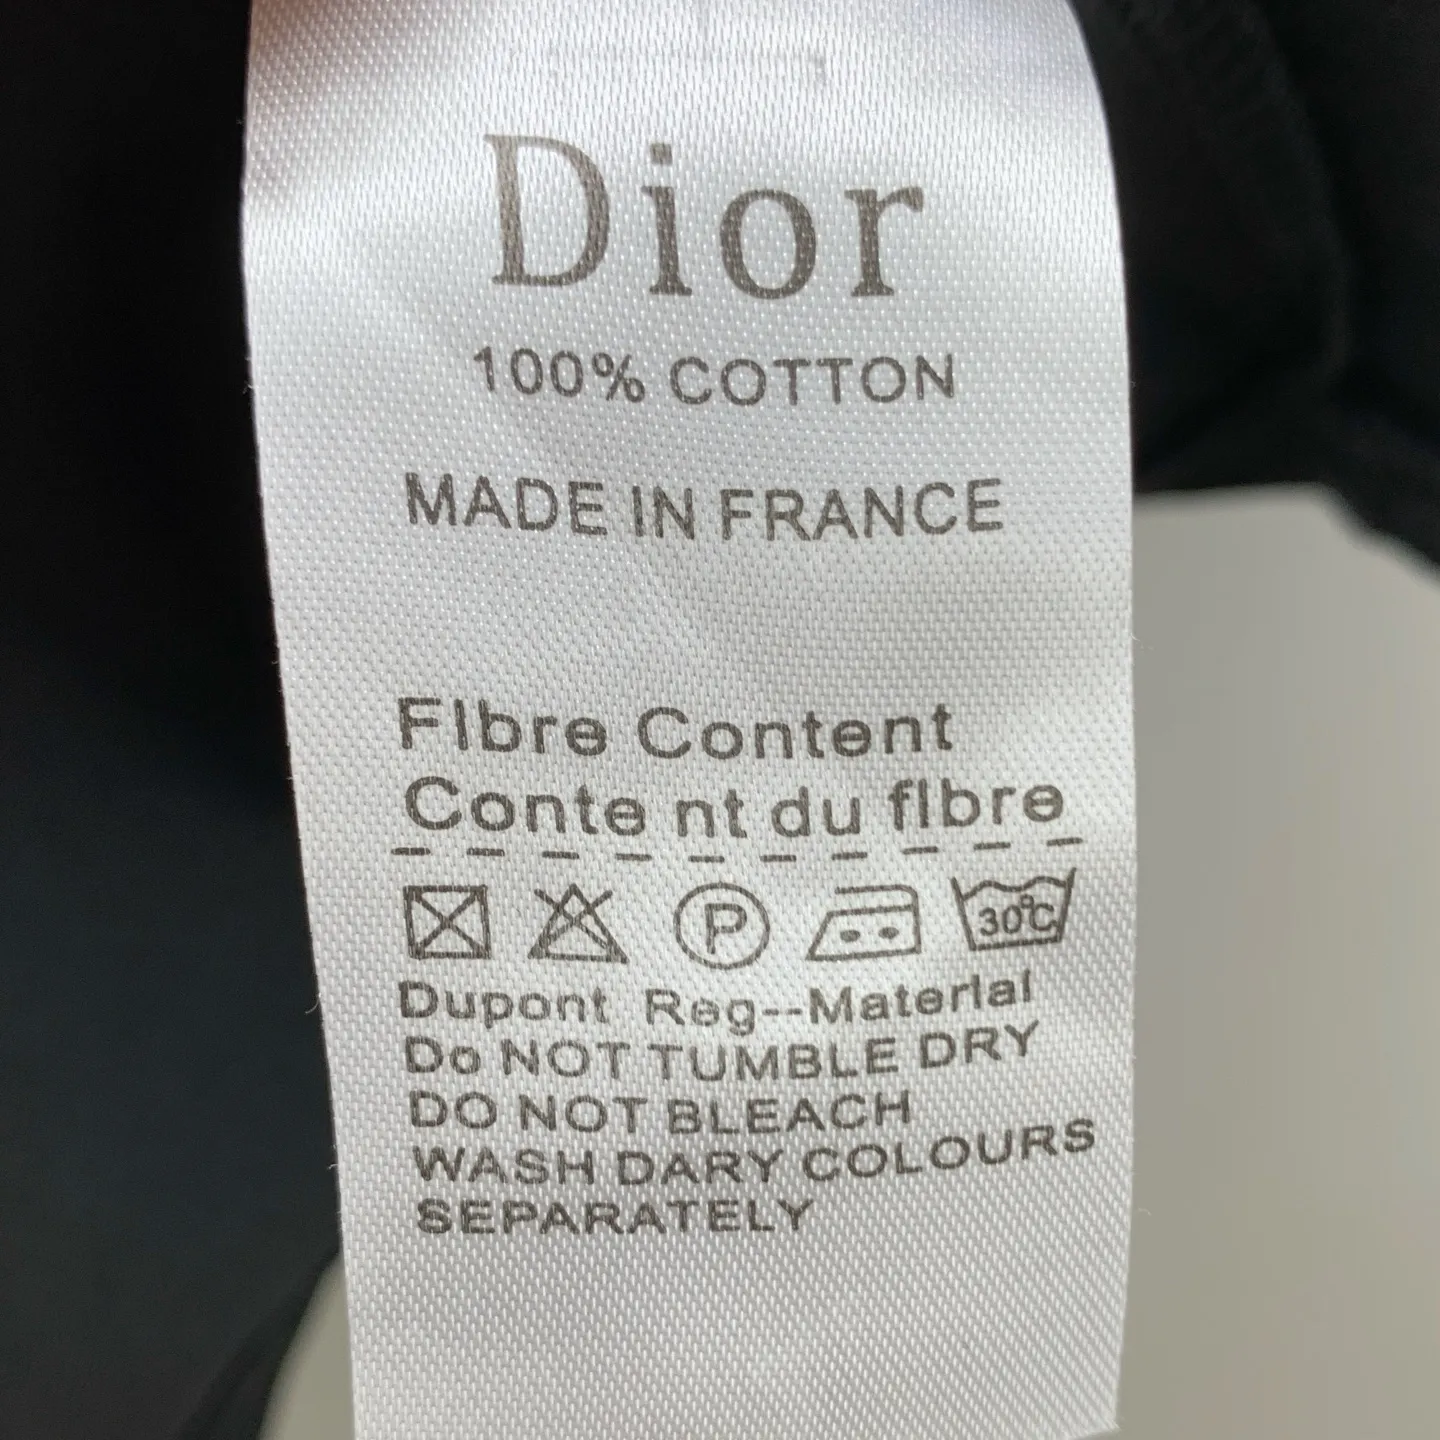 Dior
100% COTTON
MADE IN FRANCE
FIbre Content
Conte nt du fIbre
P 30°C
Dupont Reg--MaterIal
Do NOT TUMBLE DRY
DO NOT BLEACH
WASH DARY COLOURS
SEPARATELY